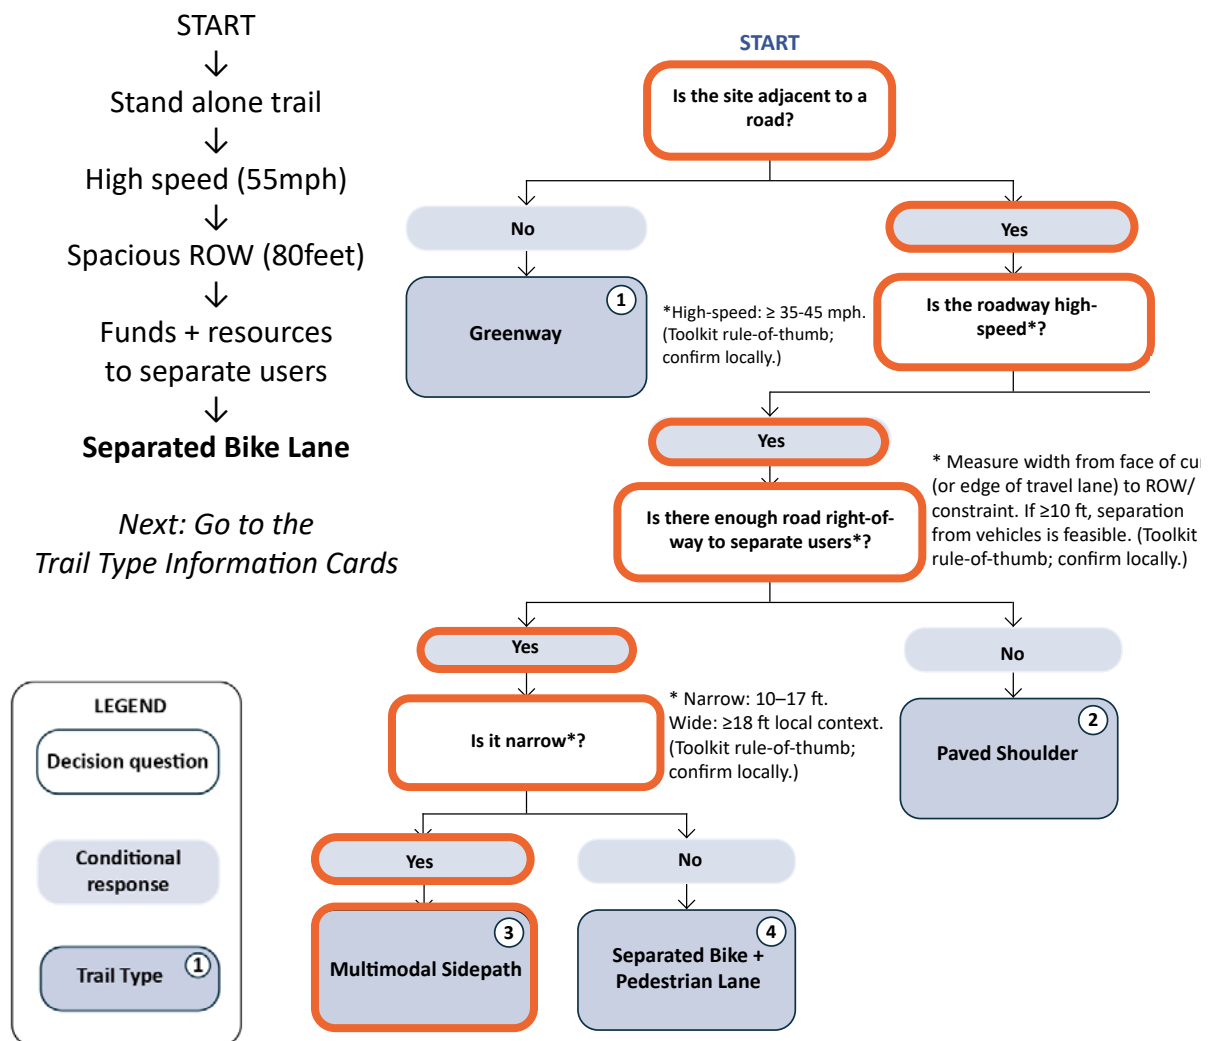 START
Stand alone trail
High speed (55mph)
Spacious ROW (80feet)
Funds + resources
to separate users
Separated Bike Lane
Next: Go to the
Trail Type Information Cards
START
Is the site adjacent to a
road?
No
Yes
1
Greenway
*High-speed: ≥ 35-45 mph.
(Toolkit rule-of-thumb;
confirm locally.)
Is the roadway high-
speed*?
Yes
Is there enough road right-of-
way to separate users*?
* Measure width from face of
(or edge of travel lane) to ROW/
constraint. If ≥10 ft, separation
from vehicles is feasible. (Toolkit
rule-of-thumb; confirm locally.)
Yes
No
Is it narrow*?
* Narrow: 10–17 ft.
Wide: ≥18 ft local context.
(Toolkit rule-of-thumb;
confirm locally.)
2
Paved Shoulder
Yes
No
3
Multimodal Sidepath
4
Separated Bike +
Pedestrian Lane
LEGEND
Decision question
Conditional
response
Trail Type
1